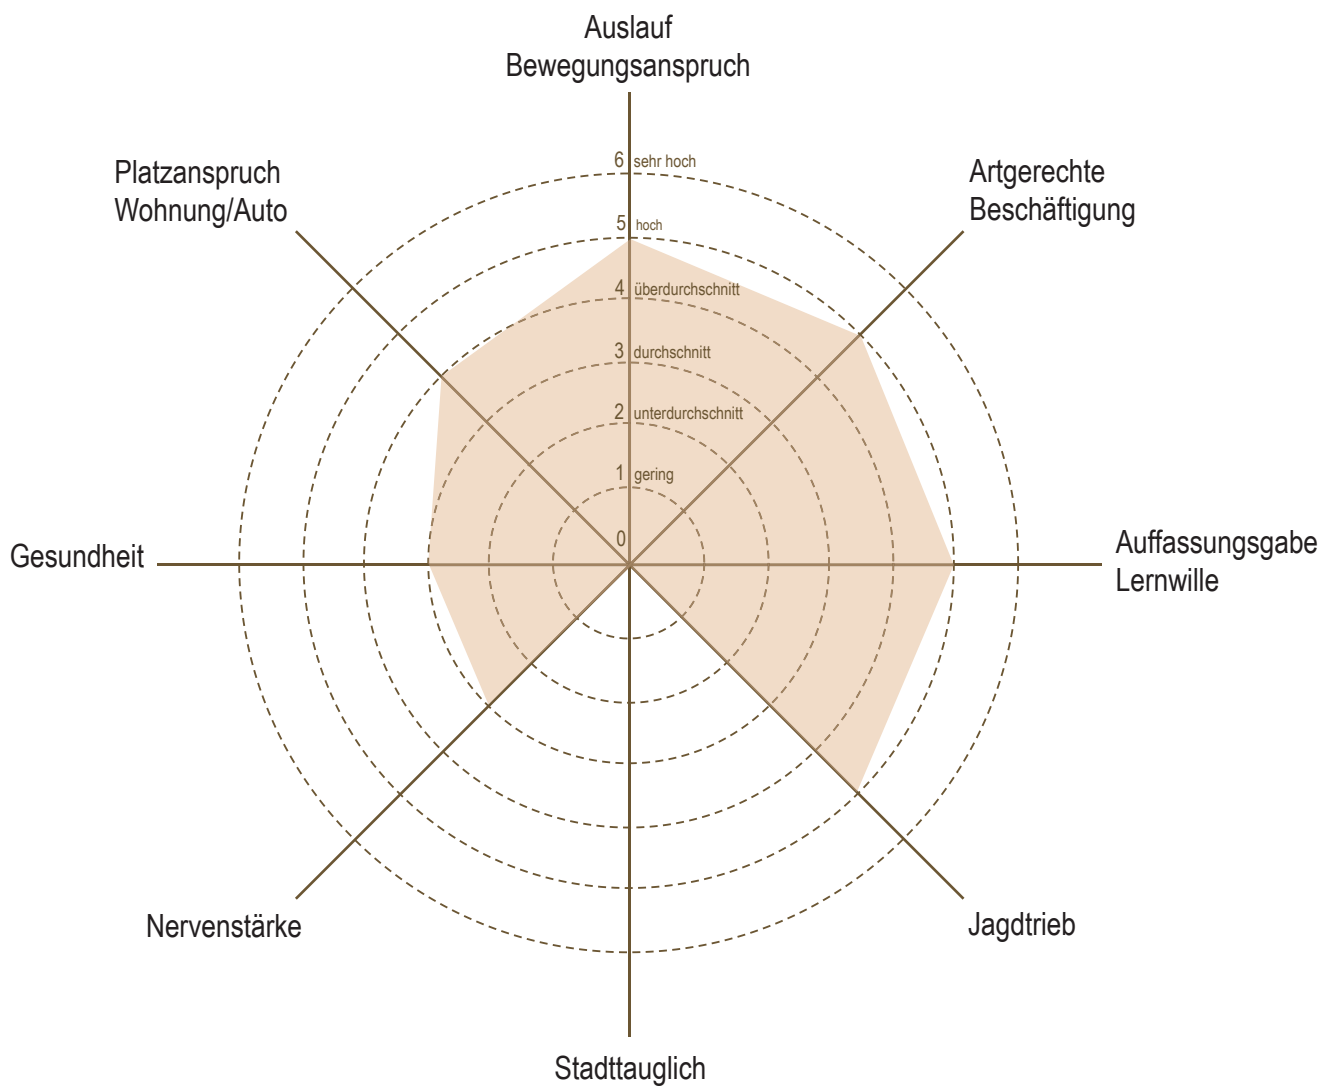 Auslauf
Bewegungsanspruch
Platzanspruch
Wohnung/Auto
Artgerechte
Beschäftigung
6 sehr hoch
5 hoch
4 überdurchschnitt
3 durchschnitt
2 unterdurchschnitt
1 gering
0
Gesundheit
Auffassungsgabe
Lernwille
Nervenstärke
Jagdtrieb
Stadttauglich